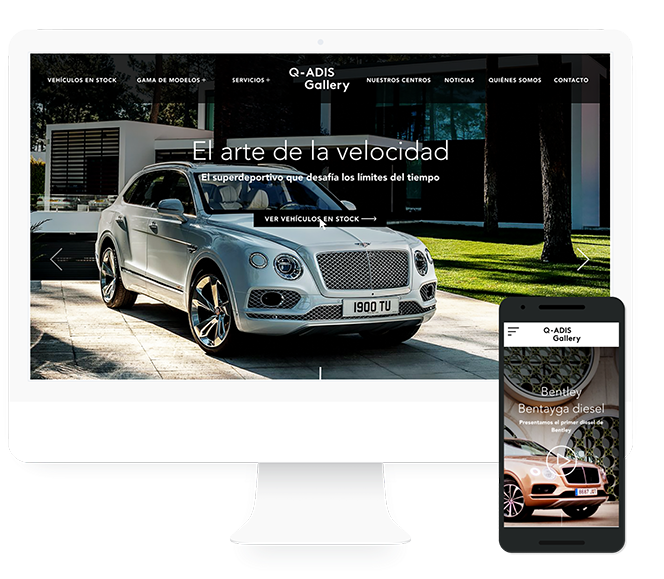 VEHÍCULOS EN STOCK
GAMA DE MODELOS +
SERVICIOS +
Q-ADIS
Gallery
NUESTROS CENTROS
NOTICIAS
QUIÉNES SOMOS
CONTACTO
El arte de la velocidad
El superdeportivo que desafía los límites del tiempo
VER VEHÍCULOS EN STOCK
1900 TU
Q-ADIS
Gallery
Bentley
Bentayga diesel
Presentamos el primer diesel de
Bentley